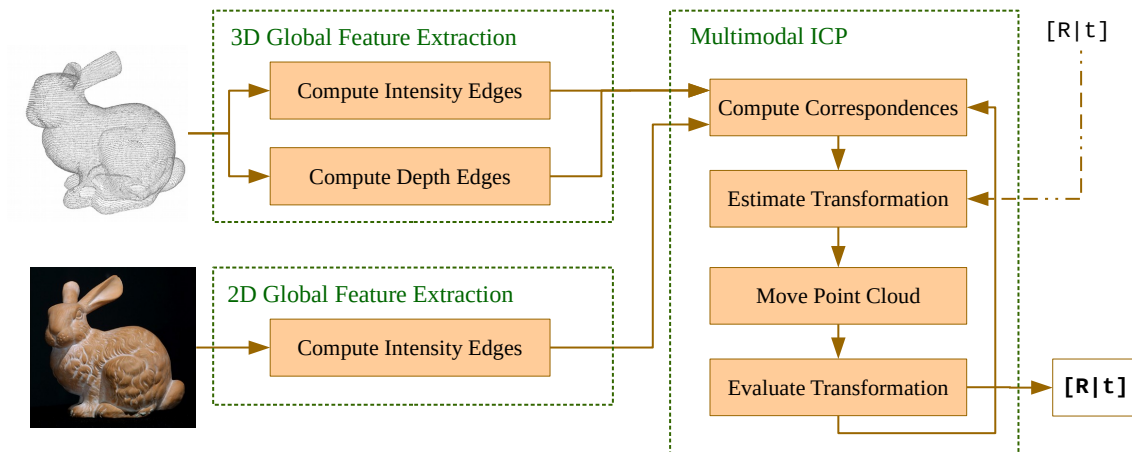 3D Global Feature Extraction
Compute Intensity Edges
Compute Depth Edges
2D Global Feature Extraction
Compute Intensity Edges
Multimodal ICP
Compute Correspondences
Estimate Transformation
Move Point Cloud
Evaluate Transformation
[R|t]
[R|t]